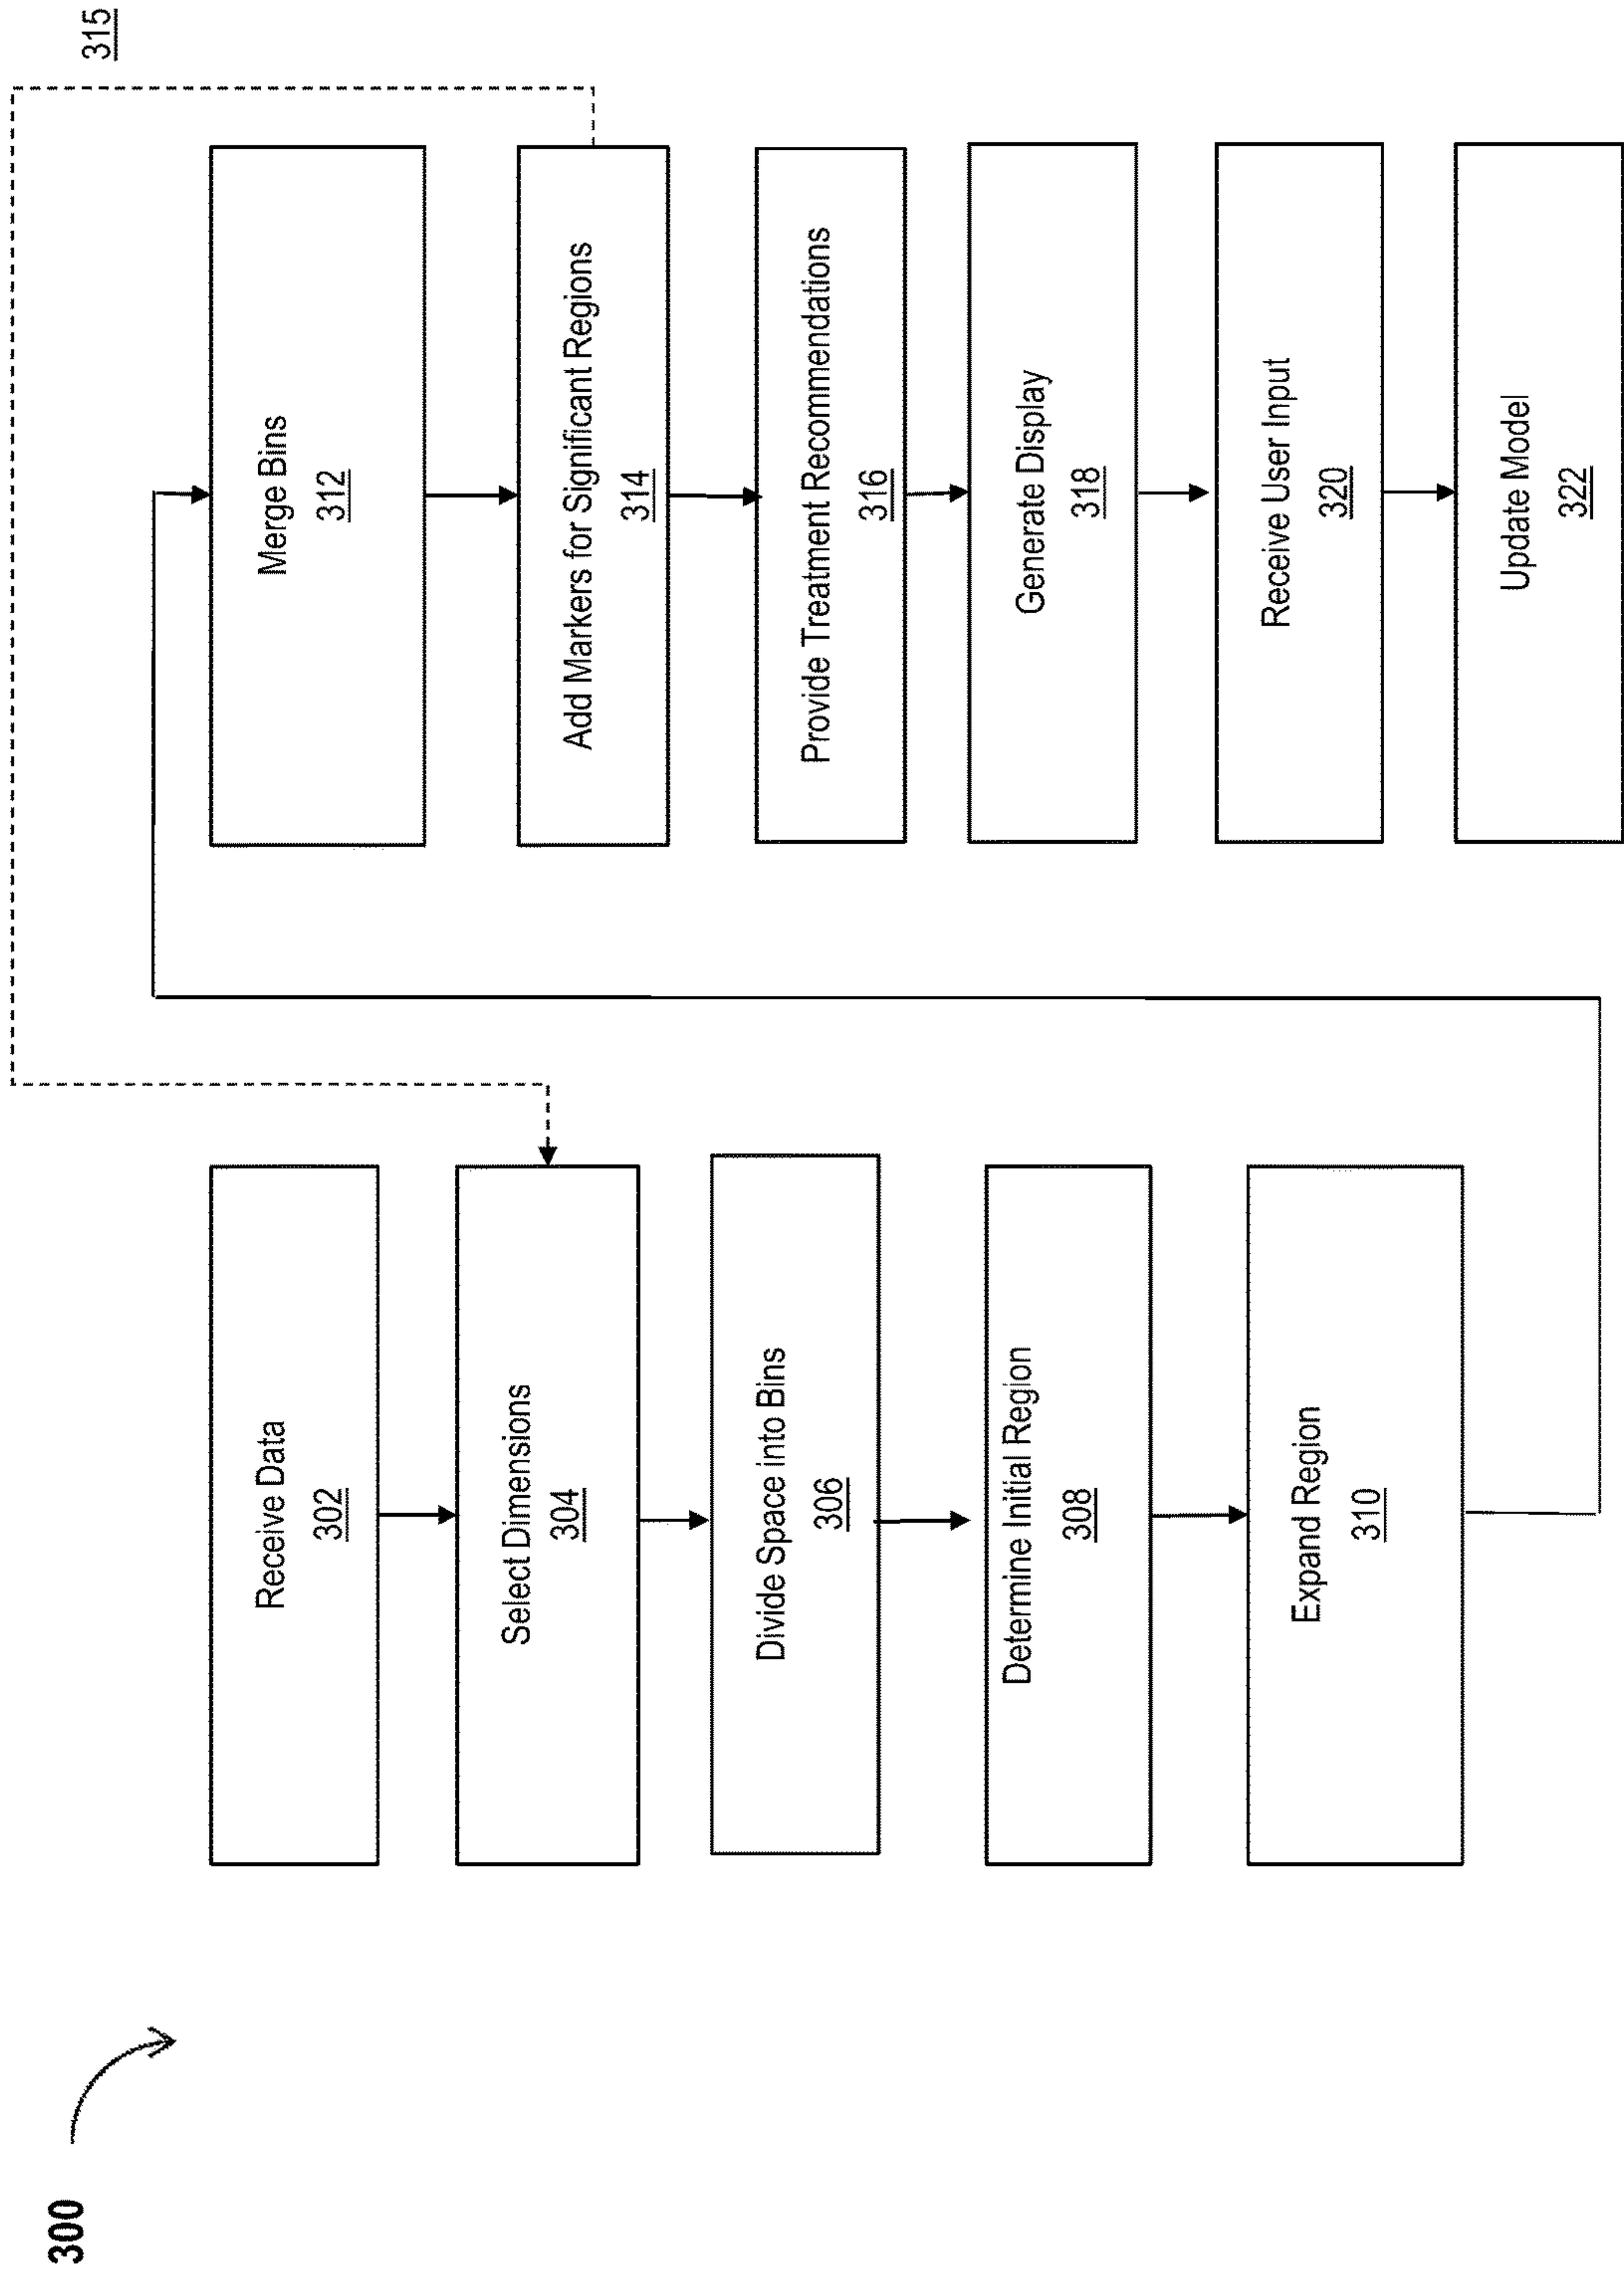 300
315
Receive Data
302
Select Dimensions
304
Divide Space into Bins
306
Determine Initial Region
308
Expand Region
310
Merge Bins
312
Add Markers for Significant Regions
314
Provide Treatment Recommendations
316
Generate Display
318
Receive User Input
320
Update Model
322